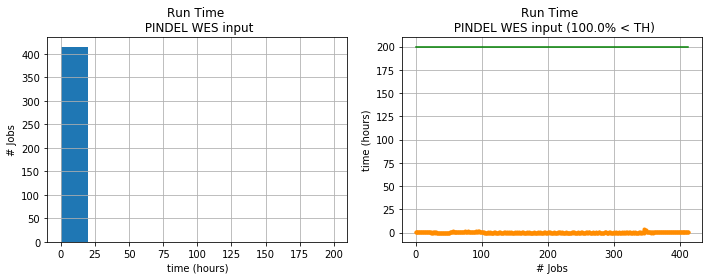 Run Time
PINDEL WES input
# Jobs
400
350
300
250
200
150
100
50
0
0 25 50 75 100 125 150 175 200
time (hours)
Run Time
PINDEL WES input (100.0% < TH)
time (hours)
200
175
150
125
100
75
50
25
0
0 100 200 300 400
# Jobs